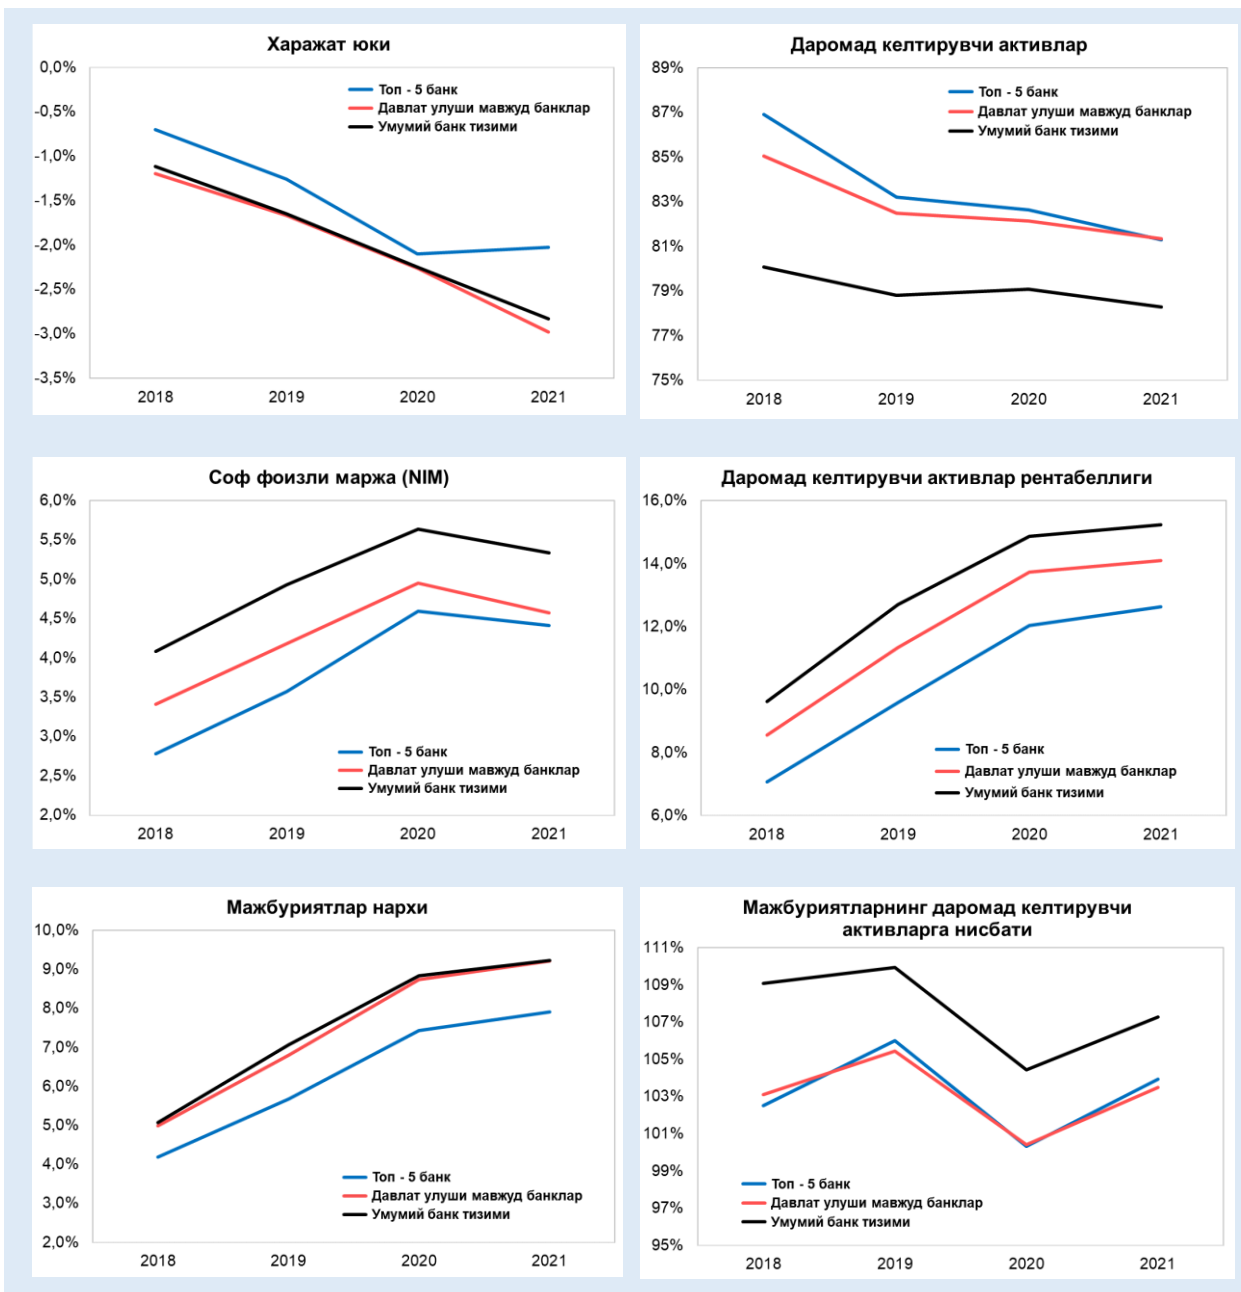 Харажат юки
0,0%
-0,5%
-1,0%
-1,5%
-2,0%
-2,5%
-3,0%
-3,5%
Топ - 5 банк
Давлат улуши мавжуд банклар
Умумий банк тизими
2018 2019 2020 2021
Даромад келтирувчи активлар
89%
87%
85%
83%
81%
79%
77%
75%
Топ - 5 банк
Давлат улуши мавжуд банклар
Умумий банк тизими
2018 2019 2020 2021
Соф фоизли маржа (NIM)
6,0%
5,5%
5,0%
4,5%
4,0%
3,5%
3,0%
2,5%
2,0%
Топ - 5 банк
Давлат улуши мавжуд банклар
Умумий банк тизими
2018 2019 2020 2021
Даромад келтирувчи активлар рентабеллиги
16,0%
14,0%
12,0%
10,0%
8,0%
6,0%
Топ - 5 банк
Давлат улуши мавжуд банклар
Умумий банк тизими
2018 2019 2020 2021
Мажбуриятлар нархи
10,0%
9,0%
8,0%
7,0%
6,0%
5,0%
4,0%
3,0%
2,0%
Топ - 5 банк
Давлат улуши мавжуд банклар
Умумий банк тизими
2018 2019 2020 2021
Мажбуриятларнинг даромад келтирувчи
активларга нисбати
111%
109%
107%
105%
103%
101%
99%
97%
95%
Топ - 5 банк
Давлат улуши мавжуд банклар
Умумий банк тизими
2018 2019 2020 2021